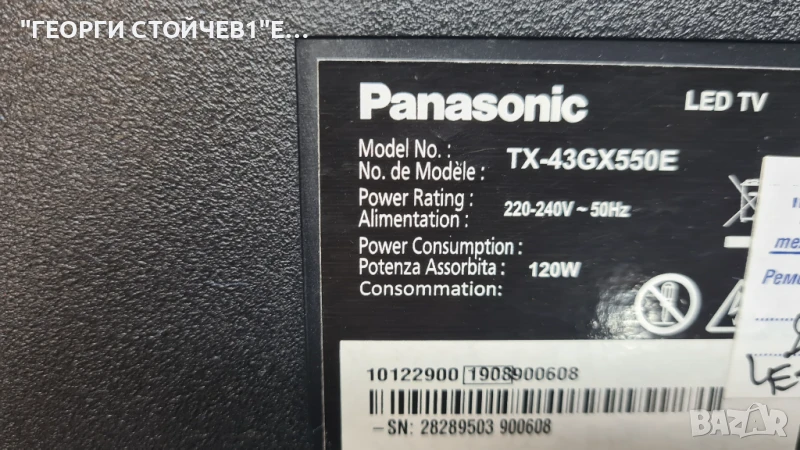 "ГЕОРГИ СТОЙЧЕВ1"Е...
Panasonic LED TV
Model No. :
No. de Modèle : TX-43GX550E
Power Rating :
Alimentation : 220-240V ~ 50Hz
Power Consumption :
Potenza Assorbita : 120W
Consommation:
10122900 1908900608
-SN: 28289503 900608
BAZAR